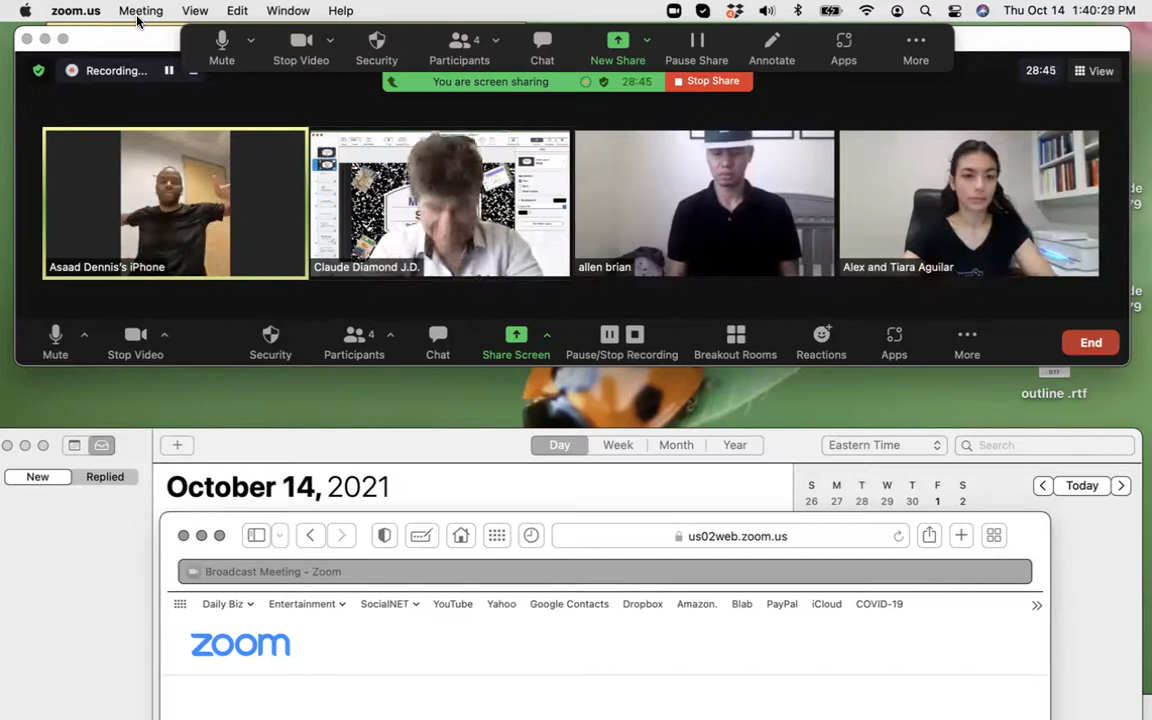 zoom.us Meeting View Edit Window Help Thu Oct 14 1:40:29 PM
Mute Stop Video Security Participants 4 Chat New Share Pause Share Annotate Apps More
Recording... 28:45 View
You are screen sharing 28:45 Stop Share
Asaad Dennis's iPhone Claude Diamond J.D. allen brian Alex and Tiara Aguilar
Mute Stop Video Security Participants 4 Chat Share Screen Pause/Stop Recording Breakout Rooms Reactions Apps More End
outline .rtf
Day Week Month Year Eastern Time Search
New Replied
October 14, 2021
S M T W T F S Today
26 27 28 29 30 1 2
us02web.zoom.us
Broadcast Meeting - Zoom
Daily Biz Entertainment SocialNET YouTube Yahoo Google Contacts Dropbox Amazon. Blab PayPal iCloud COVID-19
zoom